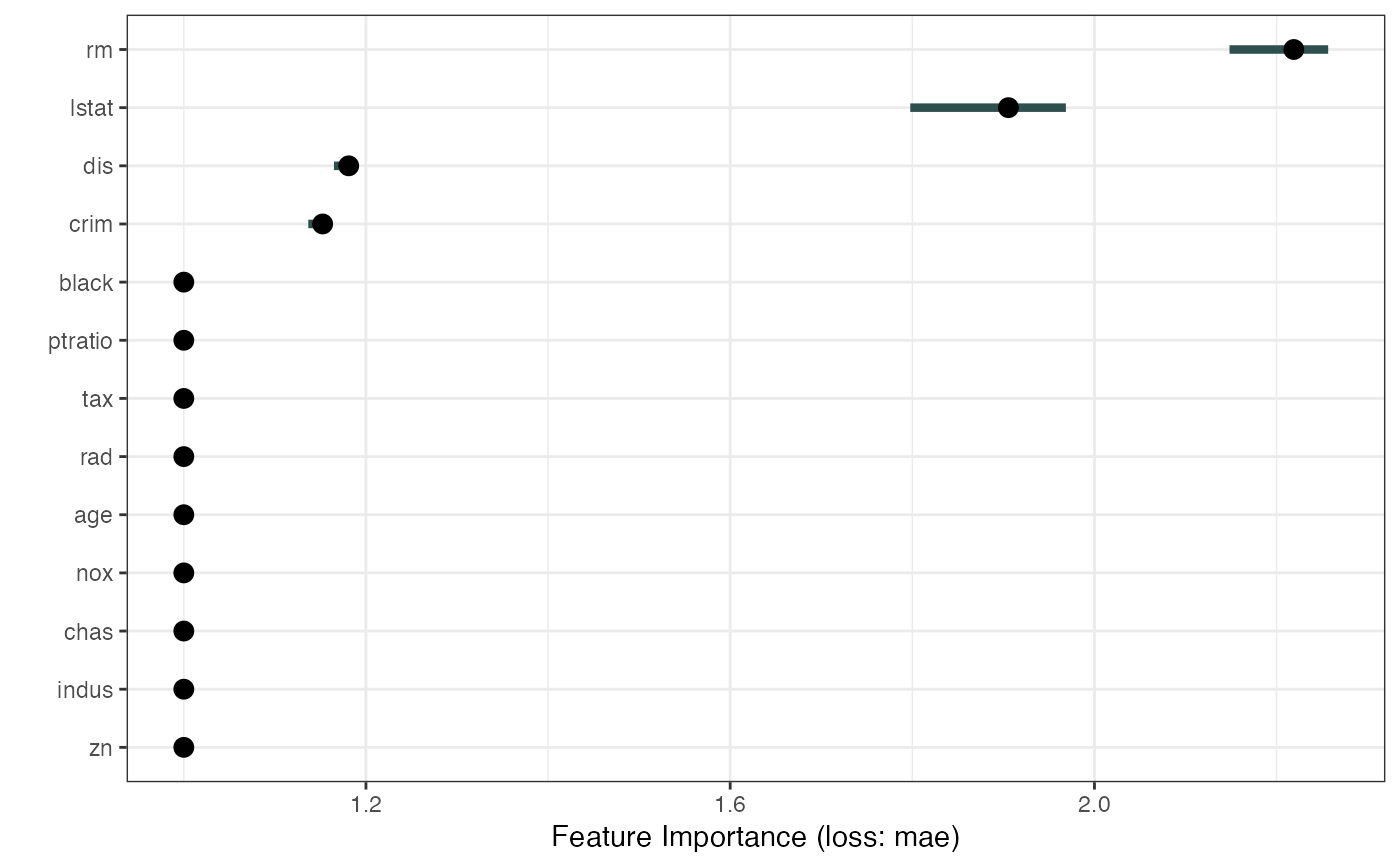 rm
lstat
dis
crim
black
ptratio
tax
rad
age
nox
chas
indus
zn
1.2 1.6 2.0
Feature Importance (loss: mae)